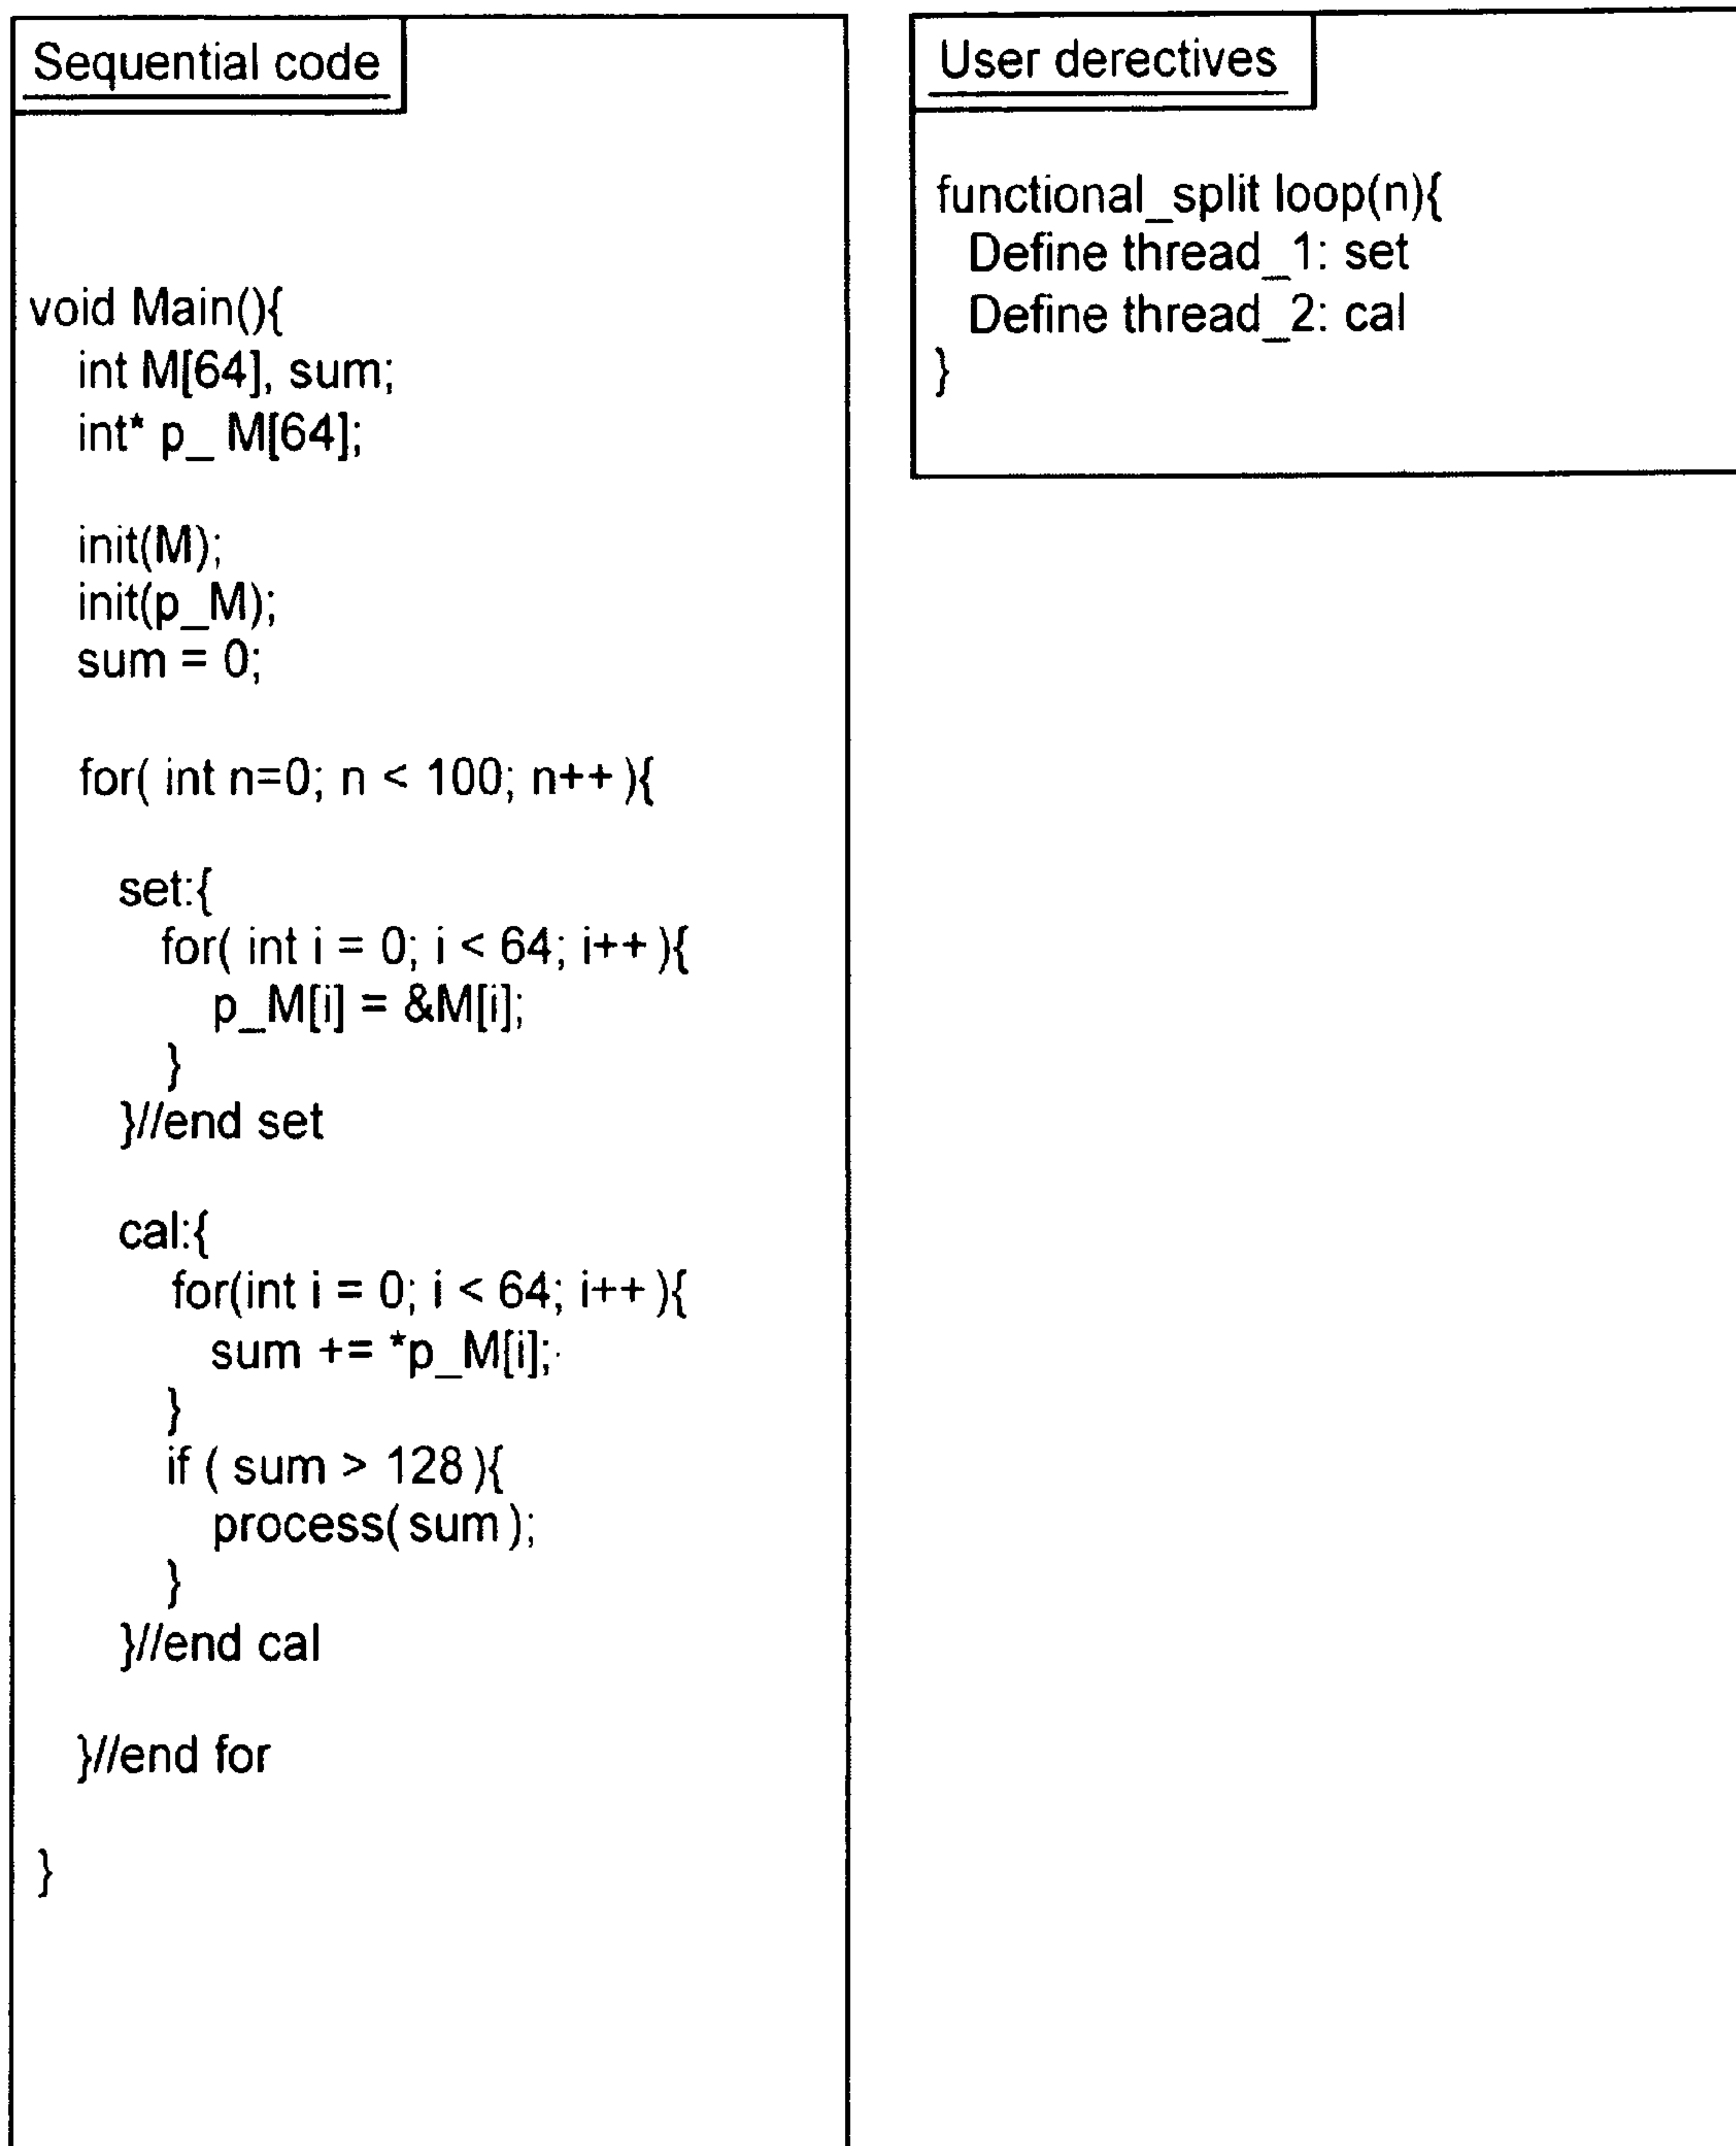 Sequential code
void Main(){
int M[64], sum;
int* p_ M[64];
init(M);
init(p_M);
sum = 0;
for( int n=0; n < 100; n++ ){
set:{
for( int i = 0; i < 64; i++ ){
p_M[i] = &M[i];
}
}//end set
cal:{
for(int i = 0; i < 64; i++ ){
sum += *p_M[i];
}
if ( sum > 128 ){
process( sum );
}
}//end cal
}//end for
}
User derectives
functional_split loop(n){
Define thread_1: set
Define thread_2: cal
}